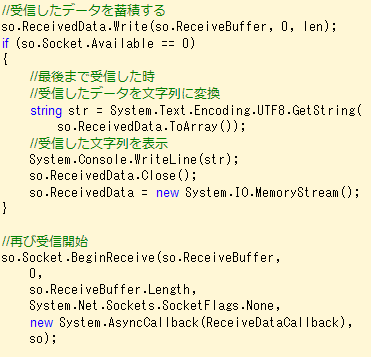 //受信したデータを蓄積する
so.ReceivedData.Write(so.ReceiveBuffer, 0, len);
if (so.Socket.Available == 0)
{
    //最後まで受信した時
    //受信したデータを文字列に変換
    string str = System.Text.Encoding.UTF8.GetString(
        so.ReceivedData.ToArray());
    //受信した文字列を表示
    System.Console.WriteLine(str);
    so.ReceivedData.Close();
    so.ReceivedData = new System.IO.MemoryStream();
}

//再び受信開始
so.Socket.BeginReceive(so.ReceiveBuffer,
    0,
    so.ReceiveBuffer.Length,
    System.Net.Sockets.SocketFlags.None,
    new System.AsyncCallback(ReceiveDataCallback),
    so);